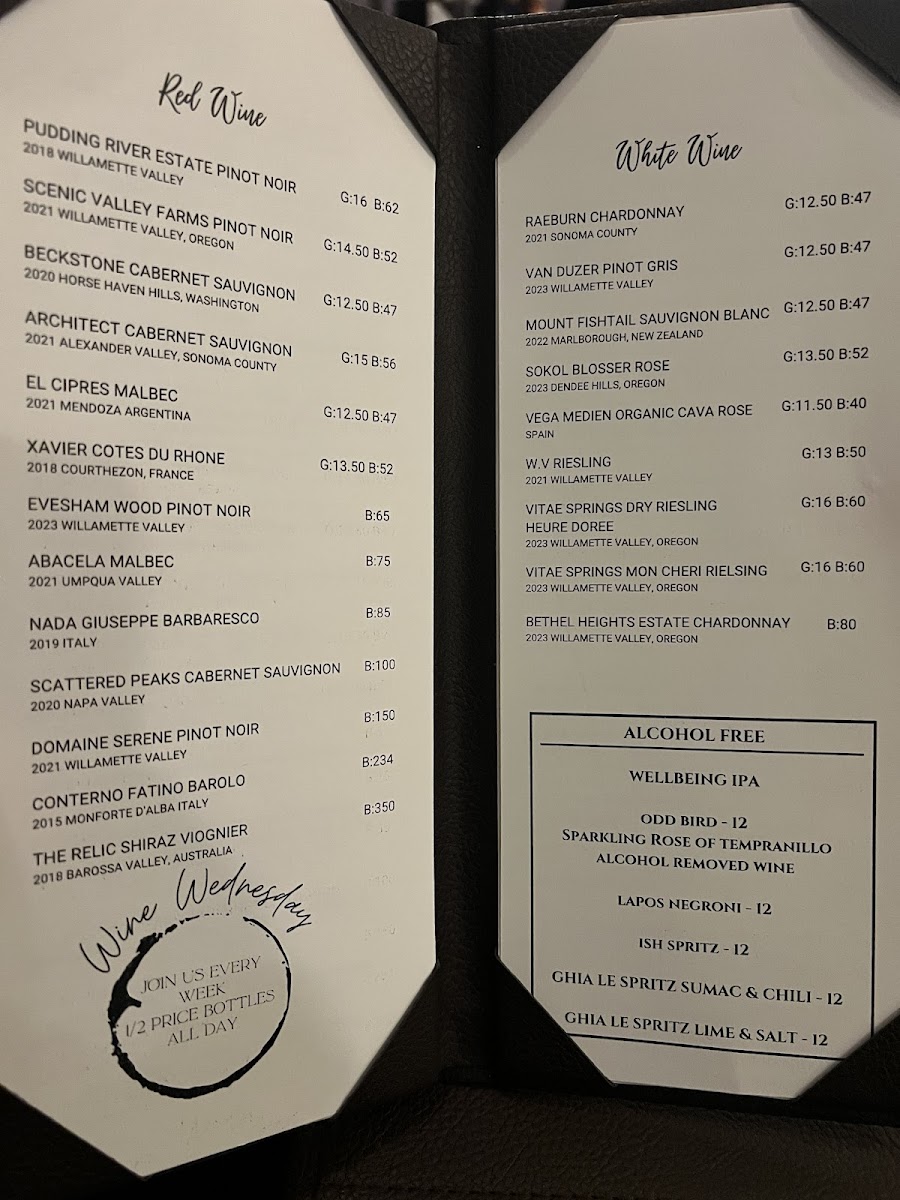 Red Wine
PUDDING RIVER ESTATE PINOT NOIR
2018 WILLAMETTE VALLEY
G:16 B:62
SCENIC VALLEY FARMS PINOT NOIR
2021 WILLAMETTE VALLEY, OREGON
G:14.50 B:52
BECKSTONE CABERNET SAUVIGNON
2020 HORSE HAVEN HILLS, WASHINGTON
G:12.50 B:47
ARCHITECT CABERNET SAUVIGNON
2021 ALEXANDER VALLEY, SONOMA COUNTY
G:15 B:56
EL CIPRES MALBEC
2021 MENDOZA ARGENTINA
G:12.50 B:47
XAVIER COTES DU RHONE
2018 COURTHEZON, FRANCE
G:13.50 B:52
EVESHAM WOOD PINOT NOIR
2023 WILLAMETTE VALLEY
B:65
ABACELA MALBEC
2021 UMPQUA VALLEY
B:75
NADA GIUSEPPE BARBARESCO
2019 ITALY
B:85
SCATTERED PEAKS CABERNET SAUVIGNON
2020 NAPA VALLEY
B:100
DOMAINE SERENE PINOT NOIR
2021 WILLAMETTE VALLEY
B:150
CONTERNO FATINO BAROLO
2015 MONFORTE D'ALBA ITALY
B:234
THE RELIC SHIRAZ VIOGNIER
2018 BAROSSA VALLEY, AUSTRALIA
B:350
Wine Wednesday
JOIN US EVERY
WEEK
1/2 PRICE BOTTLES
ALL DAY
White Wine
RAEBURN CHARDONNAY
2021 SONOMA COUNTY
G:12.50 B:47
VAN DUZER PINOT GRIS
2023 WILLAMETTE VALLEY
G:12.50 B:47
MOUNT FISHTAIL SAUVIGNON BLANC
2022 MARLBOROUGH, NEW ZEALAND
G:12.50 B:47
SOKOL BLOSSER ROSE
2023 DENDEE HILLS, OREGON
G:13.50 B:52
VEGA MEDIEN ORGANIC CAVA ROSE
SPAIN
G:11.50 B:40
W.V RIESLING
2021 WILLAMETTE VALLEY
G:13 B:50
VITAE SPRINGS DRY RIESLING
HEURE DOREE
2023 WILLAMETTE VALLEY, OREGON
G:16 B:60
VITAE SPRINGS MON CHERI RIELSING
2023 WILLAMETTE VALLEY, OREGON
G:16 B:60
BETHEL HEIGHTS ESTATE CHARDONNAY
2023 WILLAMETTE VALLEY, OREGON
B:80
ALCOHOL FREE
WELLBEING IPA
ODD BIRD - 12
SPARKLING ROSE OF TEMPRANILLO
ALCOHOL REMOVED WINE
LAPOS NEGRONI - 12
ISH SPRITZ - 12
GHIA LE SPRITZ SUMAC & CHILI - 12
GHIA LE SPRITZ LIME & SALT - 12